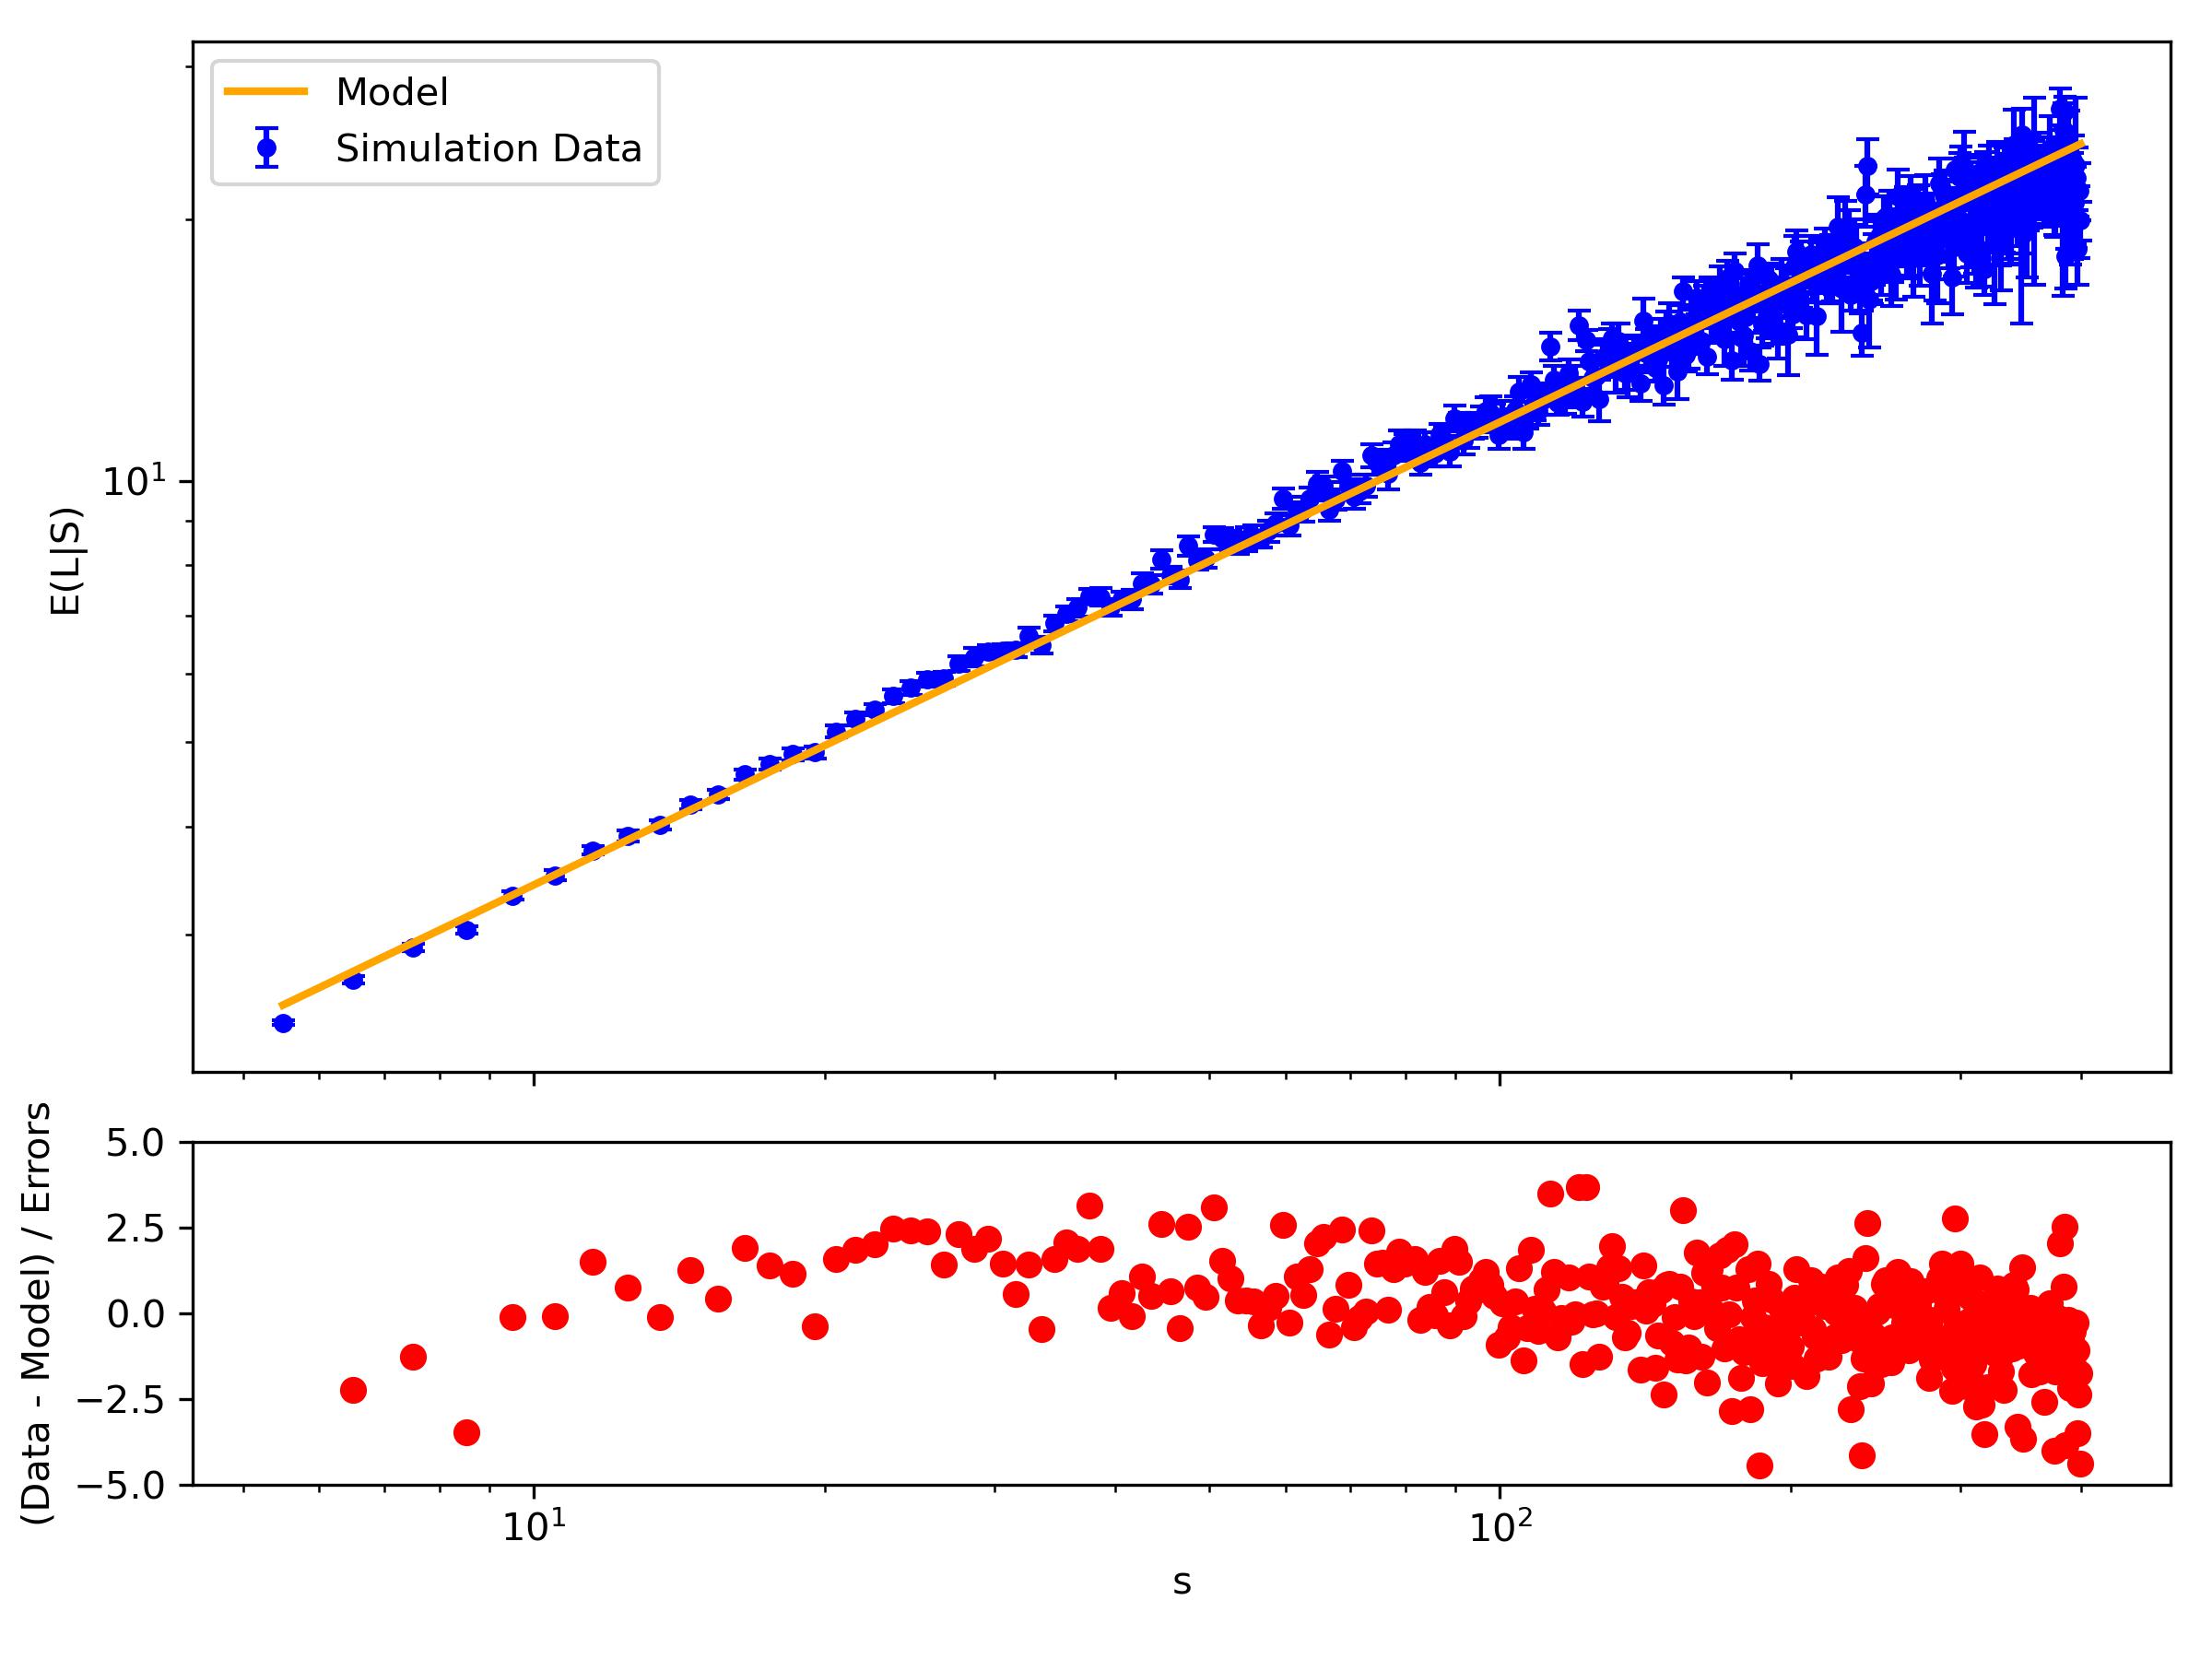 Model
Simulation Data
E(L|S)
10¹
(Data - Model) / Errors
5.0
2.5
0.0
−2.5
−5.0
10¹
10²
s